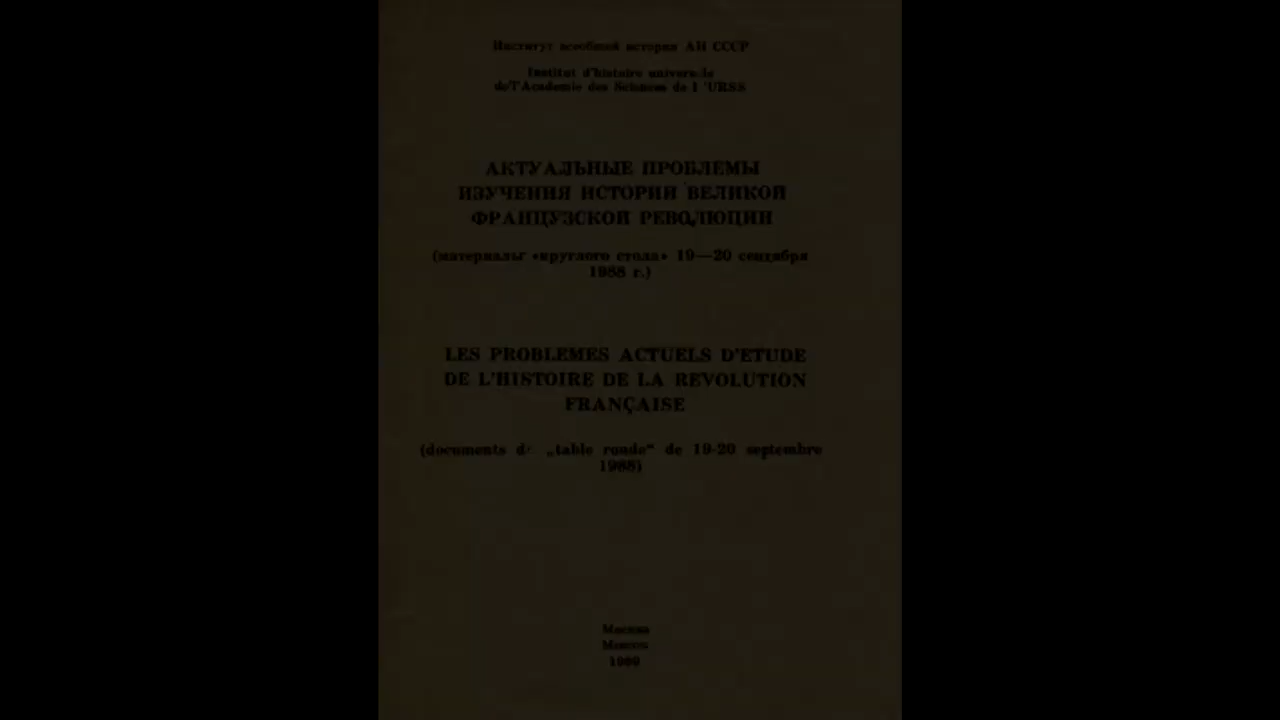 Институт всеобщей истории АН СССР
Institut d'histoire universelle
de l'Academie des Sciences de l 'URSS
АКТУАЛЬНЫЕ ПРОБЛЕМЫ
ИЗУЧЕНИЯ ИСТОРИИ ВЕЛИКОЙ
ФРАНЦУЗСКОЙ РЕВОЛЮЦИИ
(материалы «круглого стола» 19—20 сентября
1988 г.)
LES PROBLEMES ACTUELS D'ETUDE
DE L'HISTOIRE DE LA REVOLUTION
FRANÇAISE
(documents de „table ronde“ de 19-20 septembre
1988)
Москва
Moscou
1989